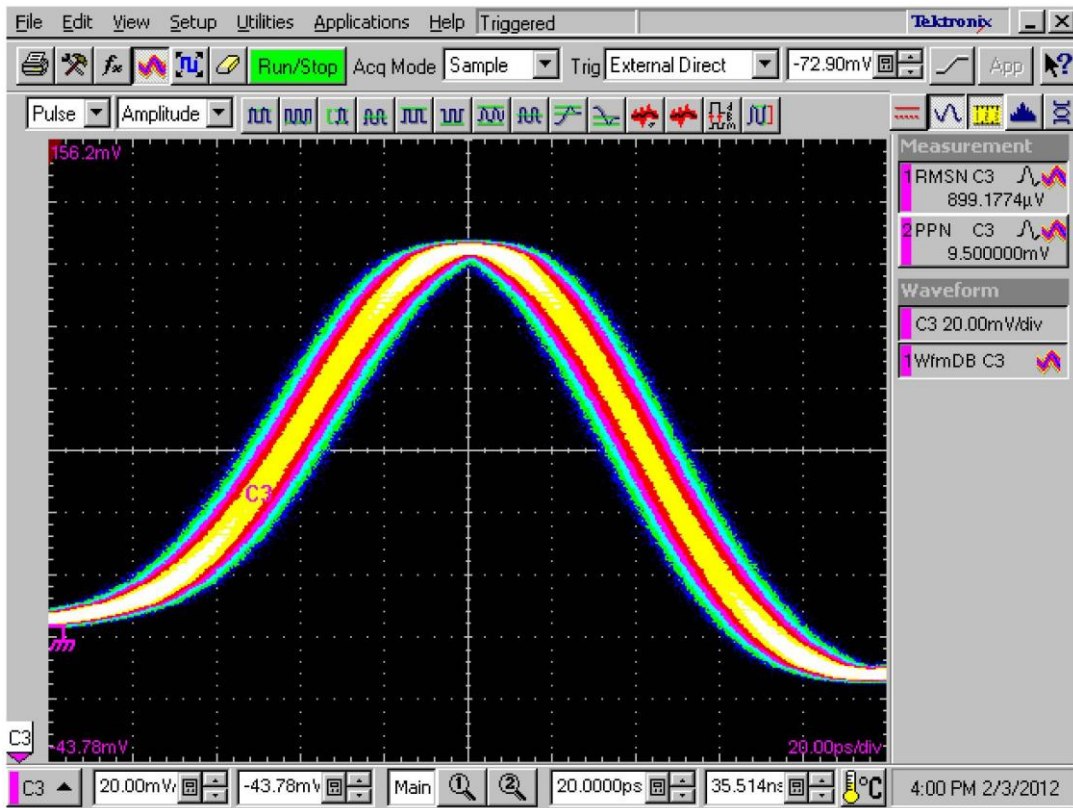 File Edit View Setup Utilities Applications Help Triggered Tektronix
Run/Stop Acq Mode Sample Trig External Direct -72.90mV App
Pulse Amplitude
156.2mV
Measurement
1 RMSN C3
899.1774µV
2 PPN C3
9.500000mV
Waveform
C3 20.00mV/div
1 WfmDB C3
C3
C3
-43.78mV
20.00ps/div
C3 20.00mV/ -43.78mV Main 1 2 20.0000ps 35.514ns °C 4:00 PM 2/3/2012